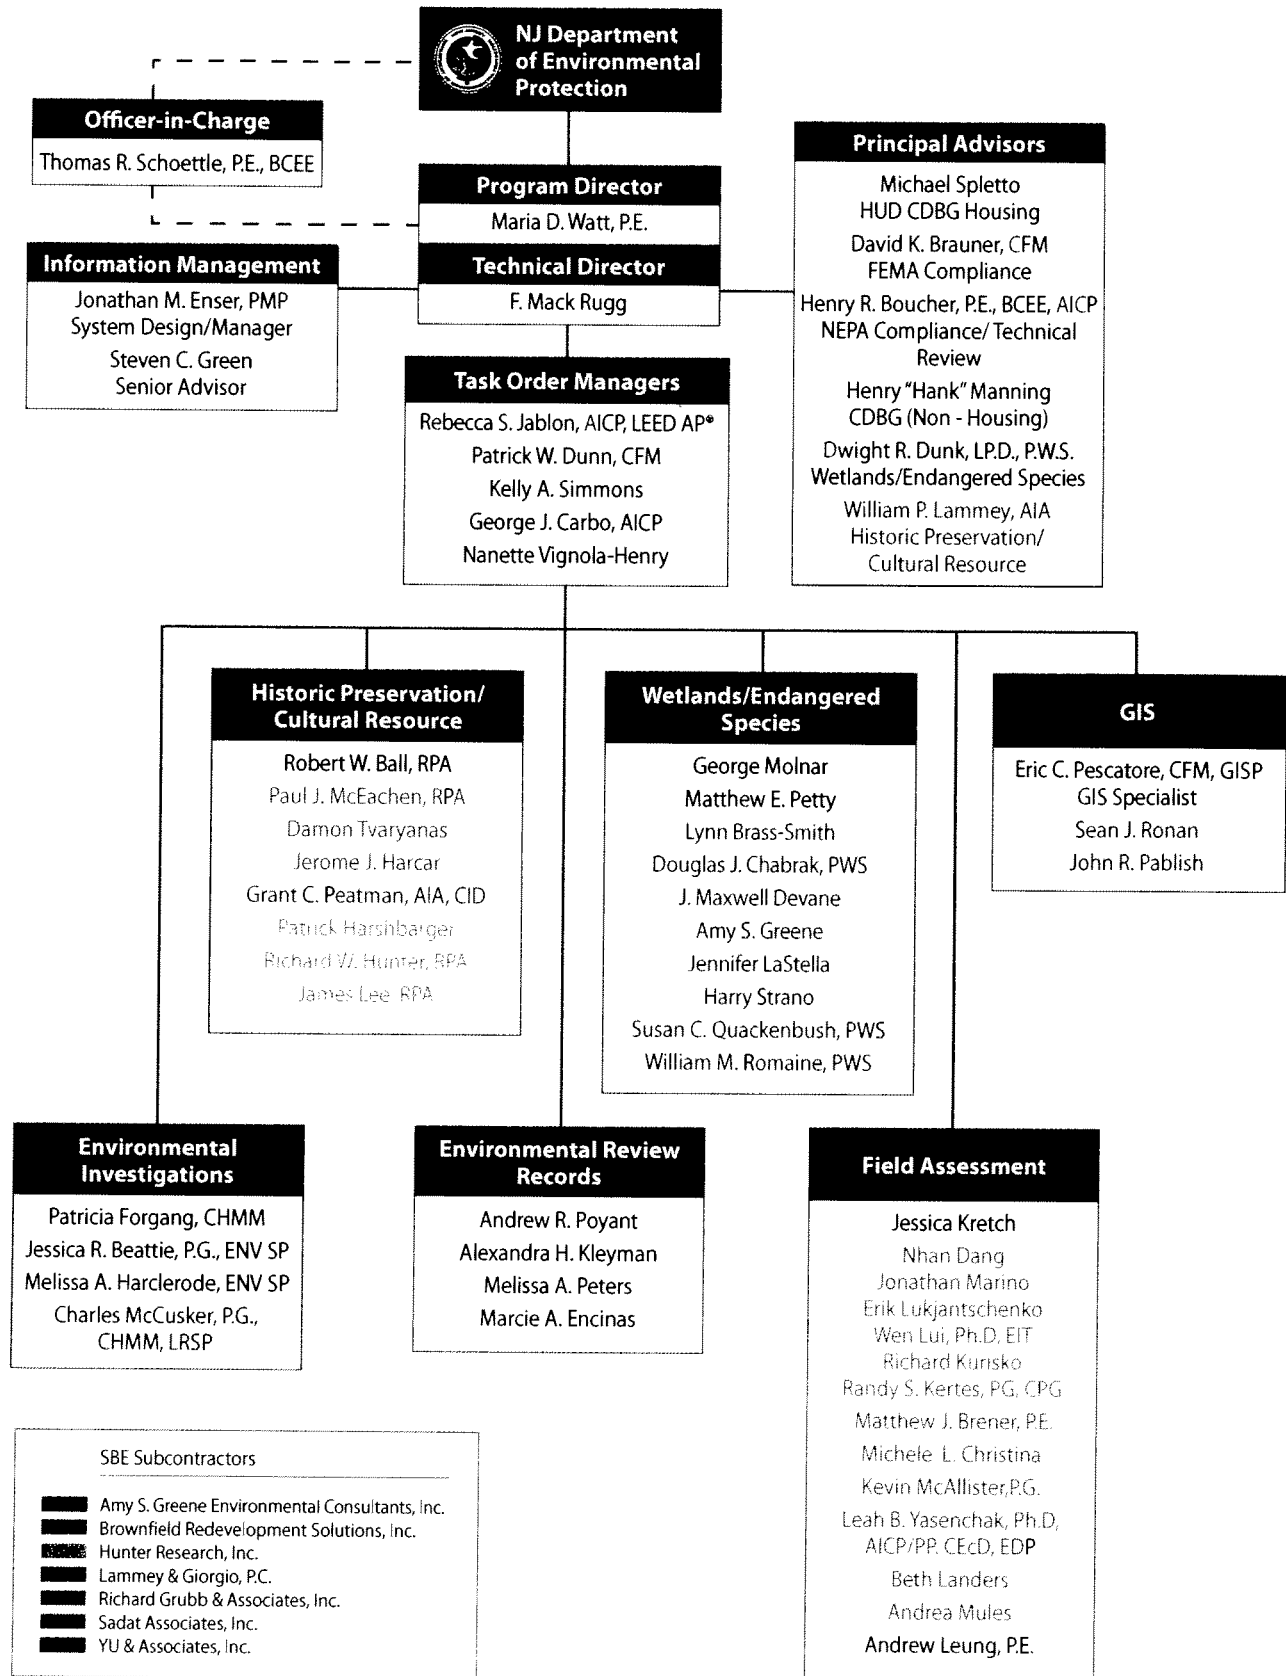 NJ Department
of Environmental
Protection
Officer-in-Charge
Thomas R. Schoettle, P.E., BCEE
Program Director
Maria D. Watt, P.E.
Technical Director
F. Mack Rugg
Information Management
Jonathan M. Enser, PMP
System Design/Manager
Steven C. Green
Senior Advisor
Principal Advisors
Michael Spletto
HUD CDBG Housing
David K. Brauner, CFM
FEMA Compliance
Henry R. Boucher, P.E., BCEE, AICP
NEPA Compliance/ Technical
Review
Henry "Hank" Manning
CDBG (Non - Housing)
Dwight R. Dunk, LP.D., P.W.S.
Wetlands/Endangered Species
William P. Lammey, AIA
Historic Preservation/
Cultural Resource
Task Order Managers
Rebecca S. Jablon, AICP, LEED AP®
Patrick W. Dunn, CFM
Kelly A. Simmons
George J. Carbo, AICP
Nanette Vignola-Henry
Historic Preservation/
Cultural Resource
Robert W. Ball, RPA
Paul J. McEachen, RPA
Damon Tvaryanas
Jerome J. Harcar
Grant C. Peatman, AIA, CID
Patrick Harshbarger
Richard W. Hunter, RPA
James Lee RPA
Wetlands/Endangered
Species
George Molnar
Matthew E. Petty
Lynn Brass-Smith
Douglas J. Chabrak, PWS
J. Maxwell Devane
Amy S. Greene
Jennifer LaStella
Harry Strano
Susan C. Quackenbush, PWS
William M. Romaine, PWS
GIS
Eric C. Pescatore, CFM, GISP
GIS Specialist
Sean J. Ronan
John R. Pablish
Environmental
Investigations
Patricia Forgang, CHMM
Jessica R. Beattie, P.G., ENV SP
Melissa A. Harclerode, ENV SP
Charles McCusker, P.G.,
CHMM, LRSP
Environmental Review
Records
Andrew R. Poyant
Alexandra H. Kleyman
Melissa A. Peters
Marcie A. Encinas
Field Assessment
Jessica Kretch
Nhan Dang
Jonathan Marino
Erik Lukjantschenko
Wen Lui, Ph.D, EIT
Richard Kurisko
Randy S. Kertes, PG, CPG
Matthew J. Brener, P.E.
Michele L. Christina
Kevin McAllister,P.G.
Leah B. Yasenchak, Ph.D,
AICP/PP. CEcD, EDP
Beth Landers
Andrea Mules
Andrew Leung, P.E.
SBE Subcontractors
Amy S. Greene Environmental Consultants, Inc.
Brownfield Redevelopment Solutions, Inc.
Hunter Research, Inc.
Lammey & Giorgio, P.C.
Richard Grubb & Associates, Inc.
Sadat Associates, Inc.
YU & Associates, Inc.